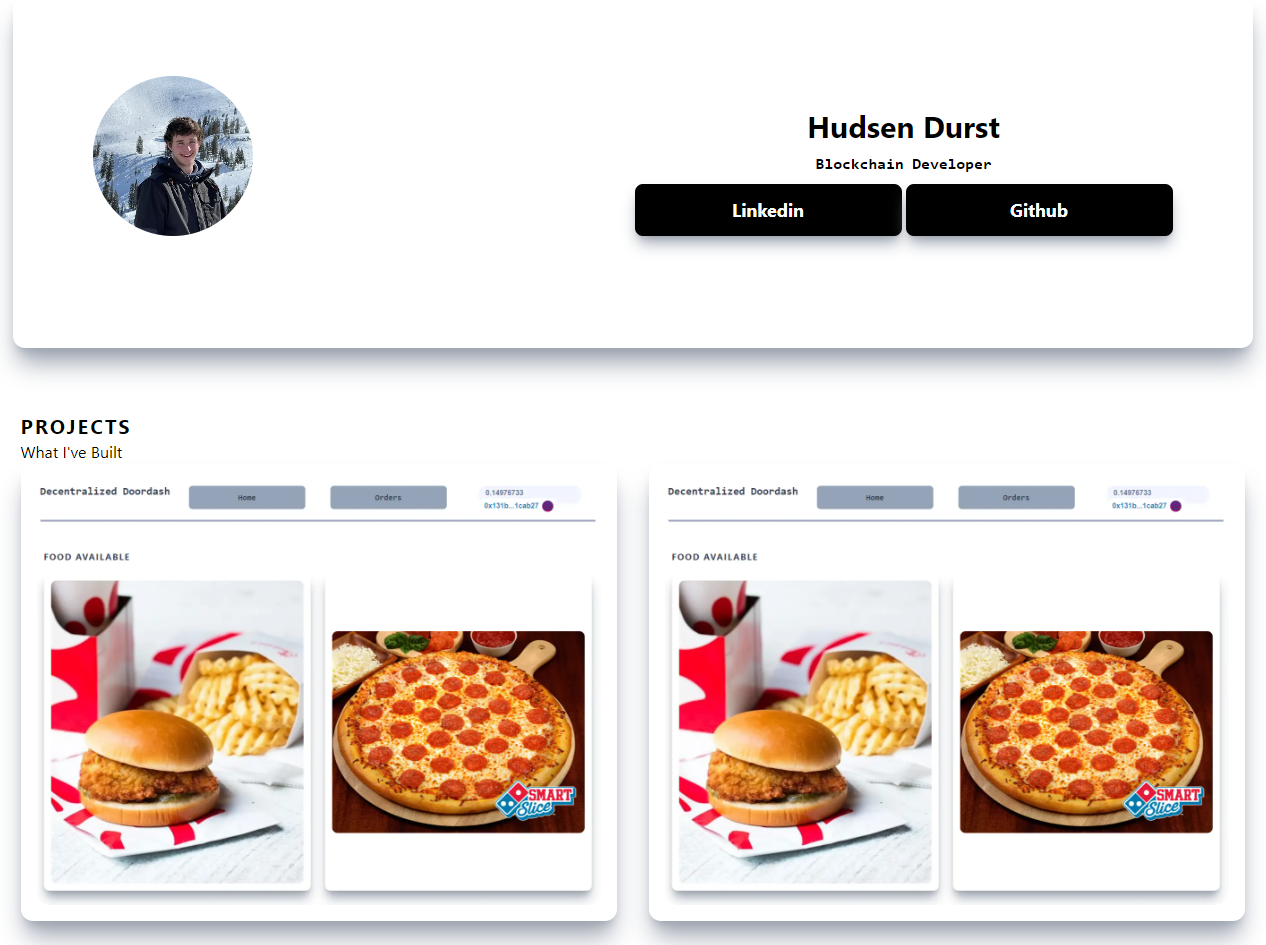 Hudsen Durst
Blockchain Developer
Linkedin
Github
PROJECTS
What I've Built
Decentralized Doordash
Home
Orders
0.14976733
0x131b...1cab27
FOOD AVAILABLE
SMART
Slice
Decentralized Doordash
Home
Orders
0.14976733
0x131b...1cab27
FOOD AVAILABLE
SMART
Slice